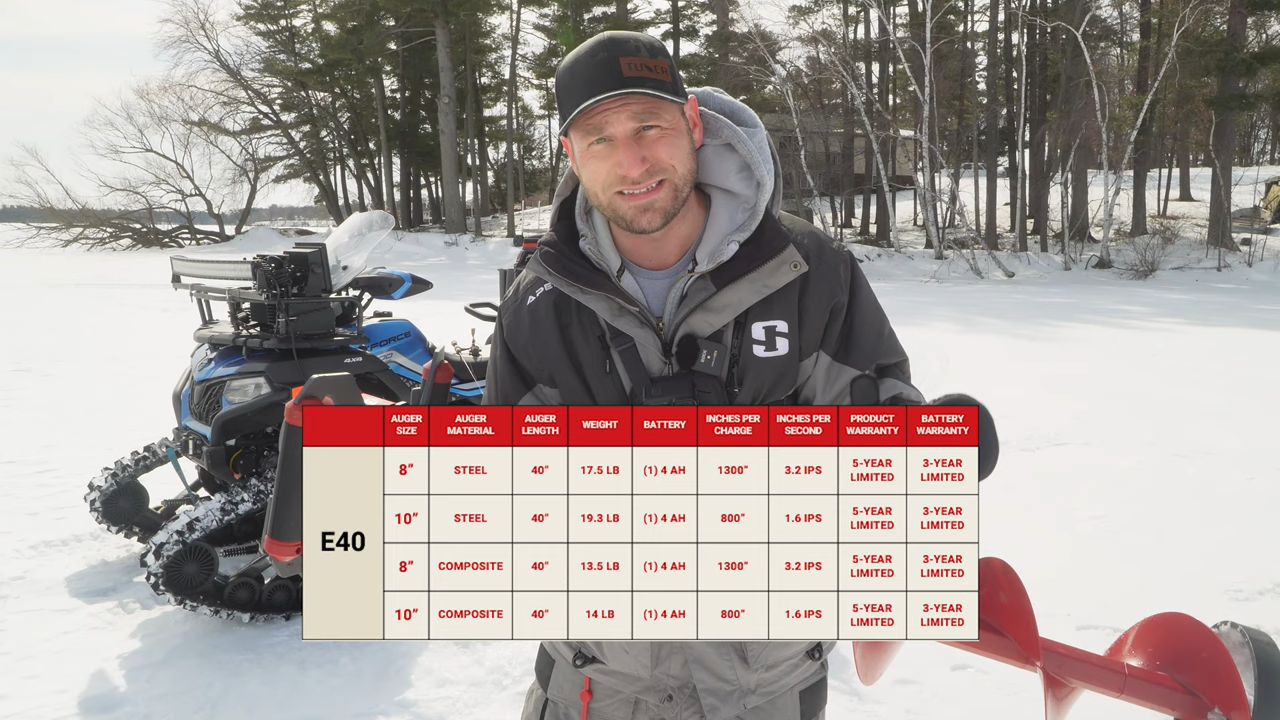 TUNCR
APE
FORCE
4X4
AUGER SIZE
AUGER MATERIAL
AUGER LENGTH
WEIGHT
BATTERY
INCHES PER CHARGE
INCHES PER SECOND
PRODUCT WARRANTY
BATTERY WARRANTY
E40
8” STEEL 40” 17.5 LB (1) 4 AH 1300” 3.2 IPS 5-YEAR LIMITED 3-YEAR LIMITED
10” STEEL 40” 19.3 LB (1) 4 AH 800” 1.6 IPS 5-YEAR LIMITED 3-YEAR LIMITED
8” COMPOSITE 40” 13.5 LB (1) 4 AH 1300” 3.2 IPS 5-YEAR LIMITED 3-YEAR LIMITED
10” COMPOSITE 40” 14 LB (1) 4 AH 800” 1.6 IPS 5-YEAR LIMITED 3-YEAR LIMITED